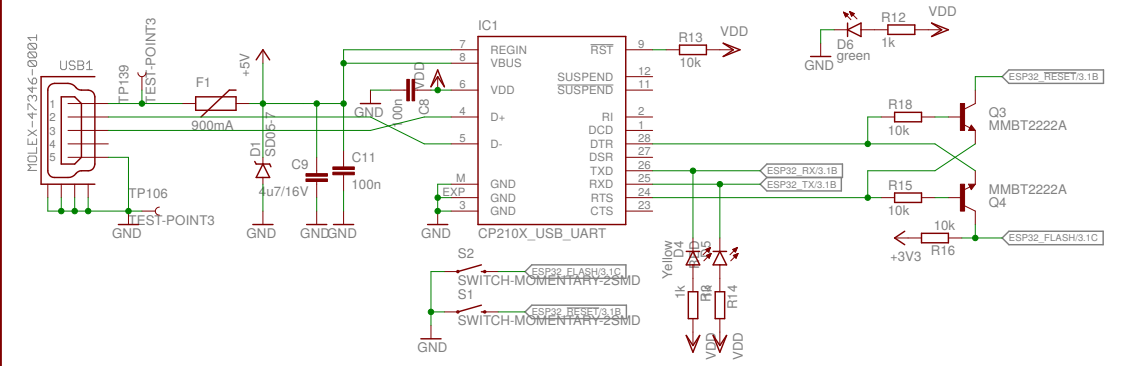 MOLEX-47346-0001
USB1
1
2
3
4
5
TP139
TEST-POINT3
TP106
TEST-POINT3
GND
F1
900mA
+5V
D1
SD05-7
GND
C9
4u7/16V
GND
C11
100n
GND
GND
100n
C8
VDD
IC1
CP210X_USB_UART
7 REGIN
8 VBUS
6 VDD
4 D+
5 D-
M GND
EXP GND
3 GND
GND
RST 9
SUSPEND 12
SUSPEND 11
RI 2
DCD 1
DTR 28
DSR 27
TXD 26
RXD 25
RTS 24
CTS 23
R13
10k
VDD
D6
green
GND
R12
1k
VDD
ESP32_RESET/3.1B
Q3
MMBT2222A
R18
10k
ESP32_RX/3.1B
ESP32_TX/3.1B
R15
10k
MMBT2222A
Q4
10k
R16
+3V3
ESP32_FLASH/3.1C
S2
ESP32_FLASH/3.1C
SWITCH-MOMENTARY-2SMD
S1
ESP32_RESET/3.1B
SWITCH-MOMENTARY-2SMD
GND
Yellow
D4
1k
VDD
R14
VDD